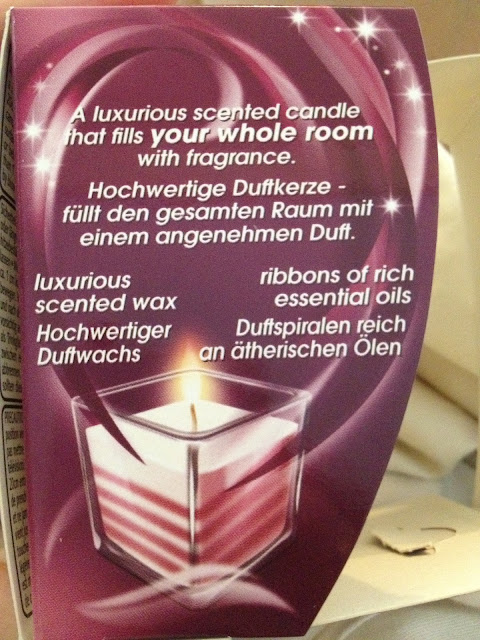 A luxurious scented candle
that fills your whole room
with fragrance.
Hochwertige Duftkerze -
füllt den gesamten Raum mit
einem angenehmen Duft.
luxurious
scented wax
ribbons of rich
essential oils
Hochwertiger
Duftwachs
Duftspiralen reich
an ätherischen Ölen